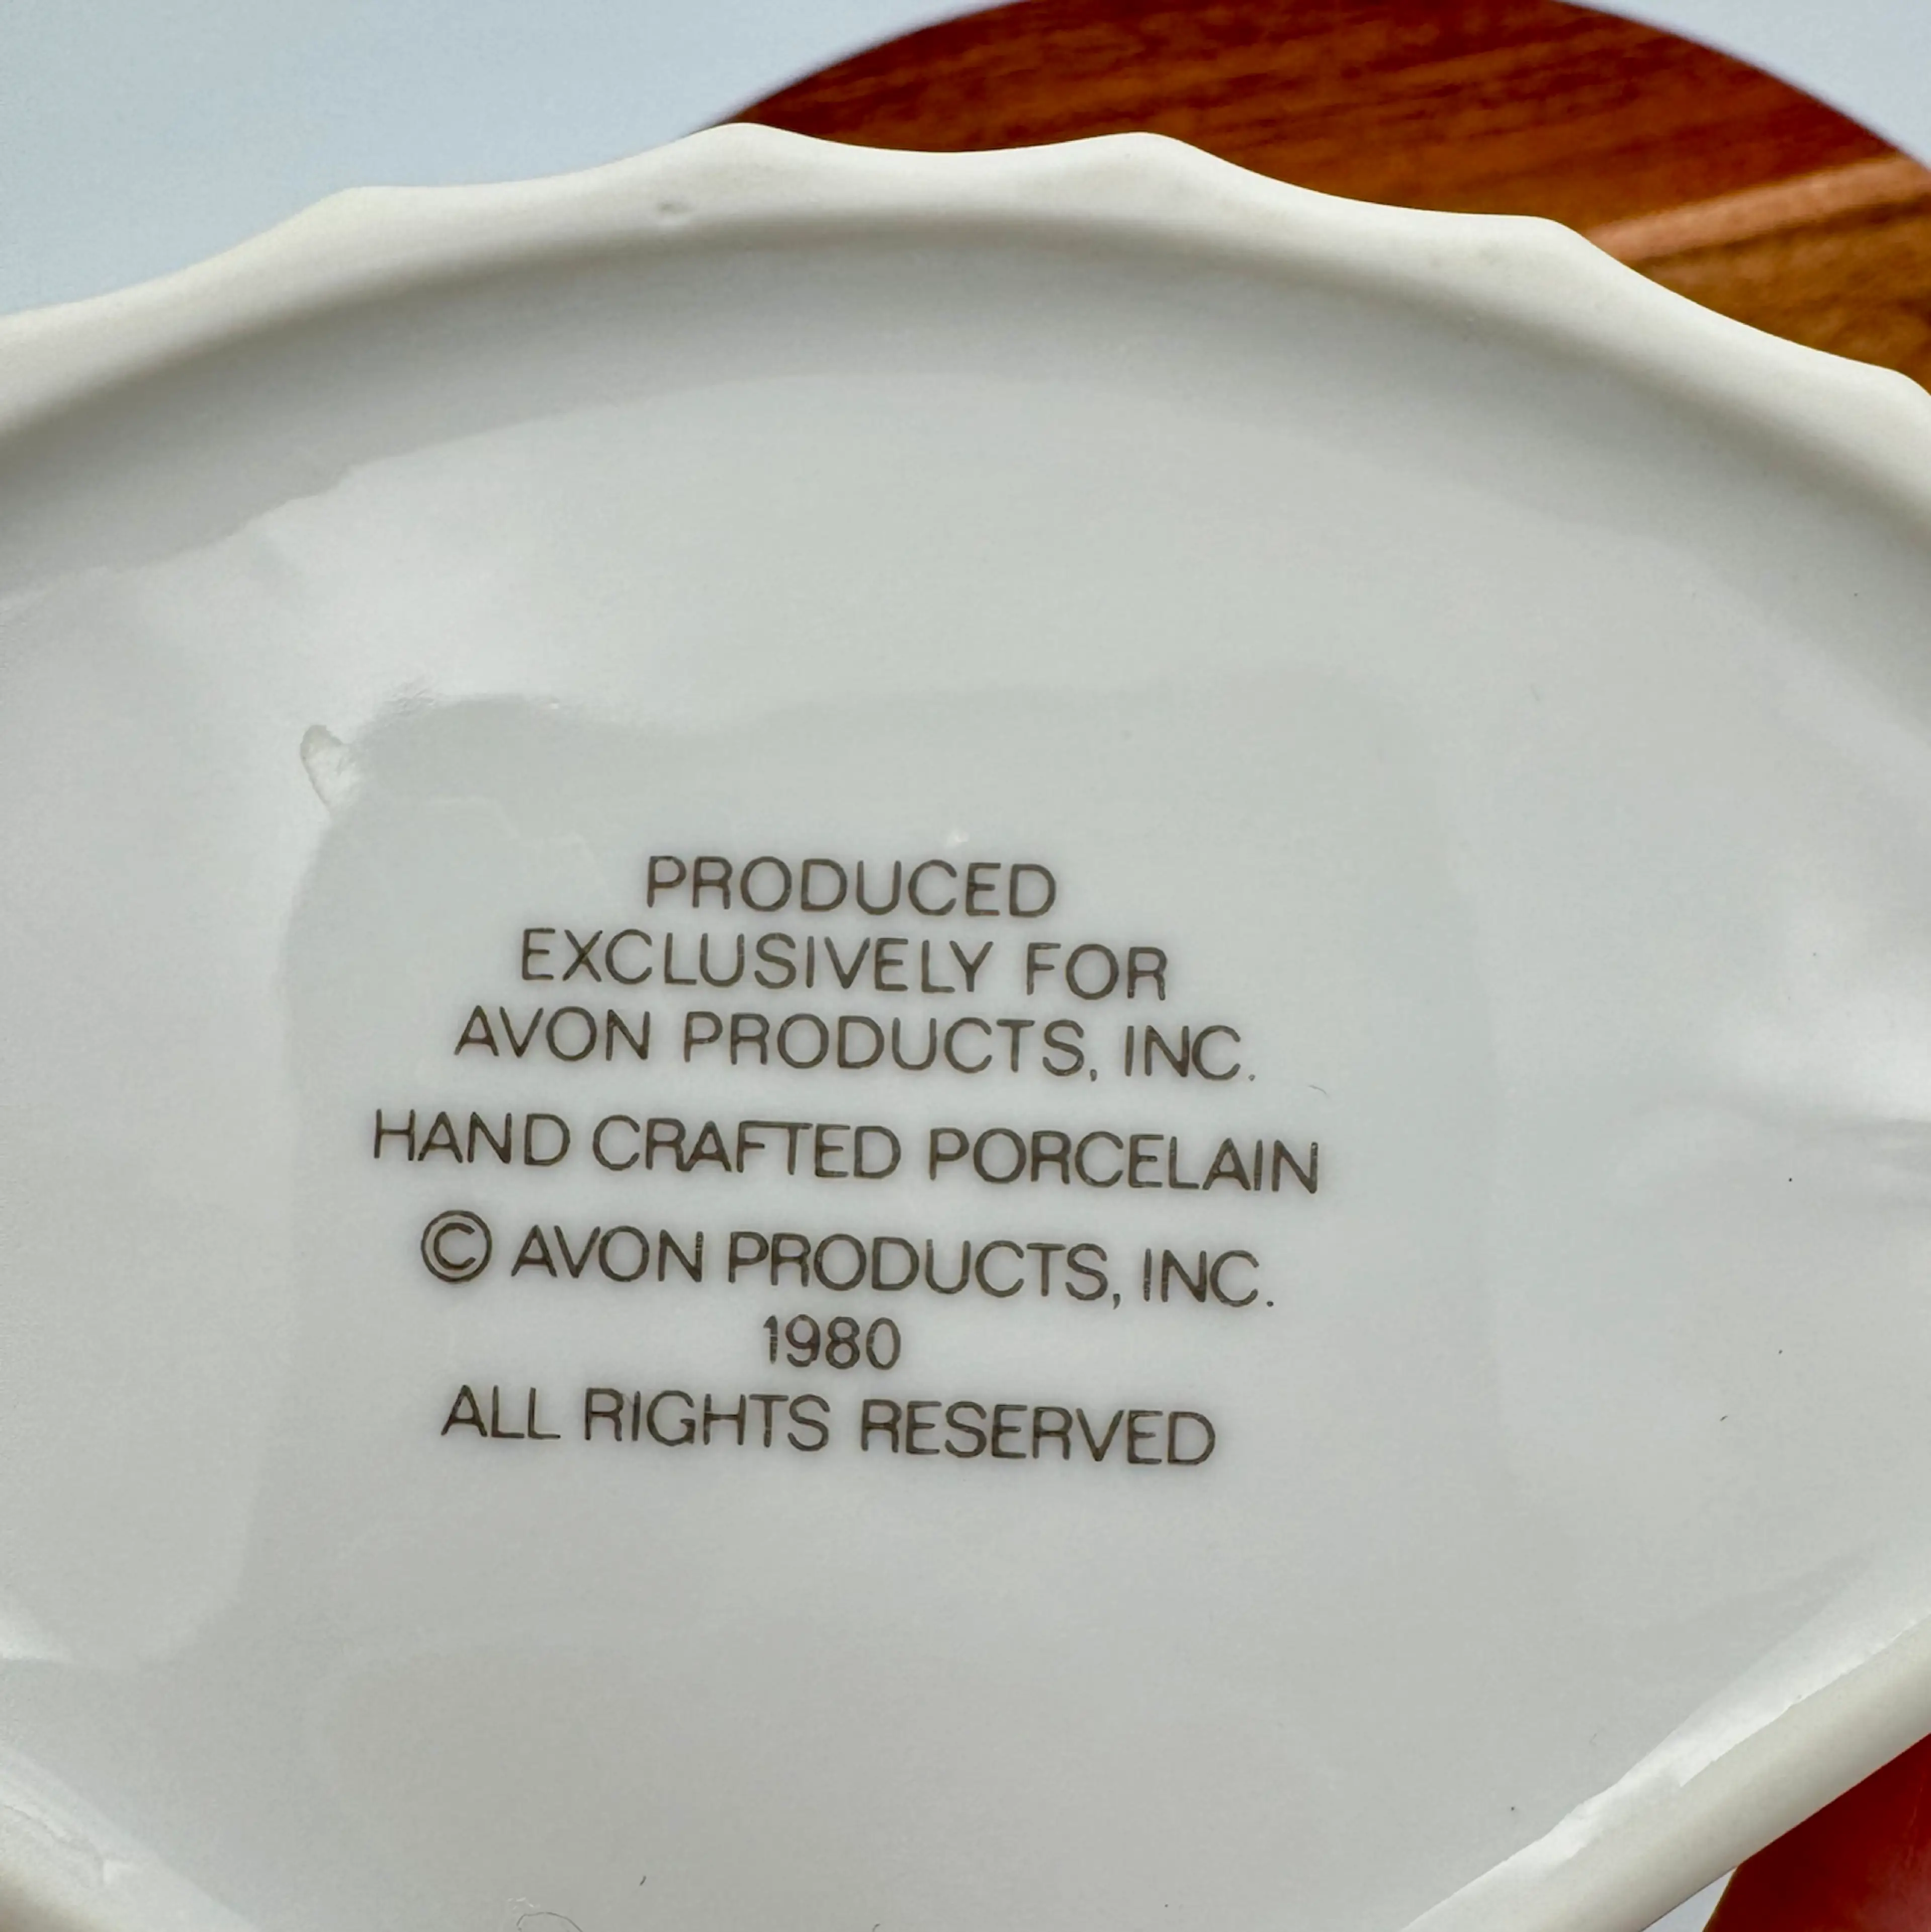 PRODUCED
EXCLUSIVELY FOR
AVON PRODUCTS, INC.
HAND CRAFTED PORCELAIN
© AVON PRODUCTS, INC.
1980
ALL RIGHTS RESERVED